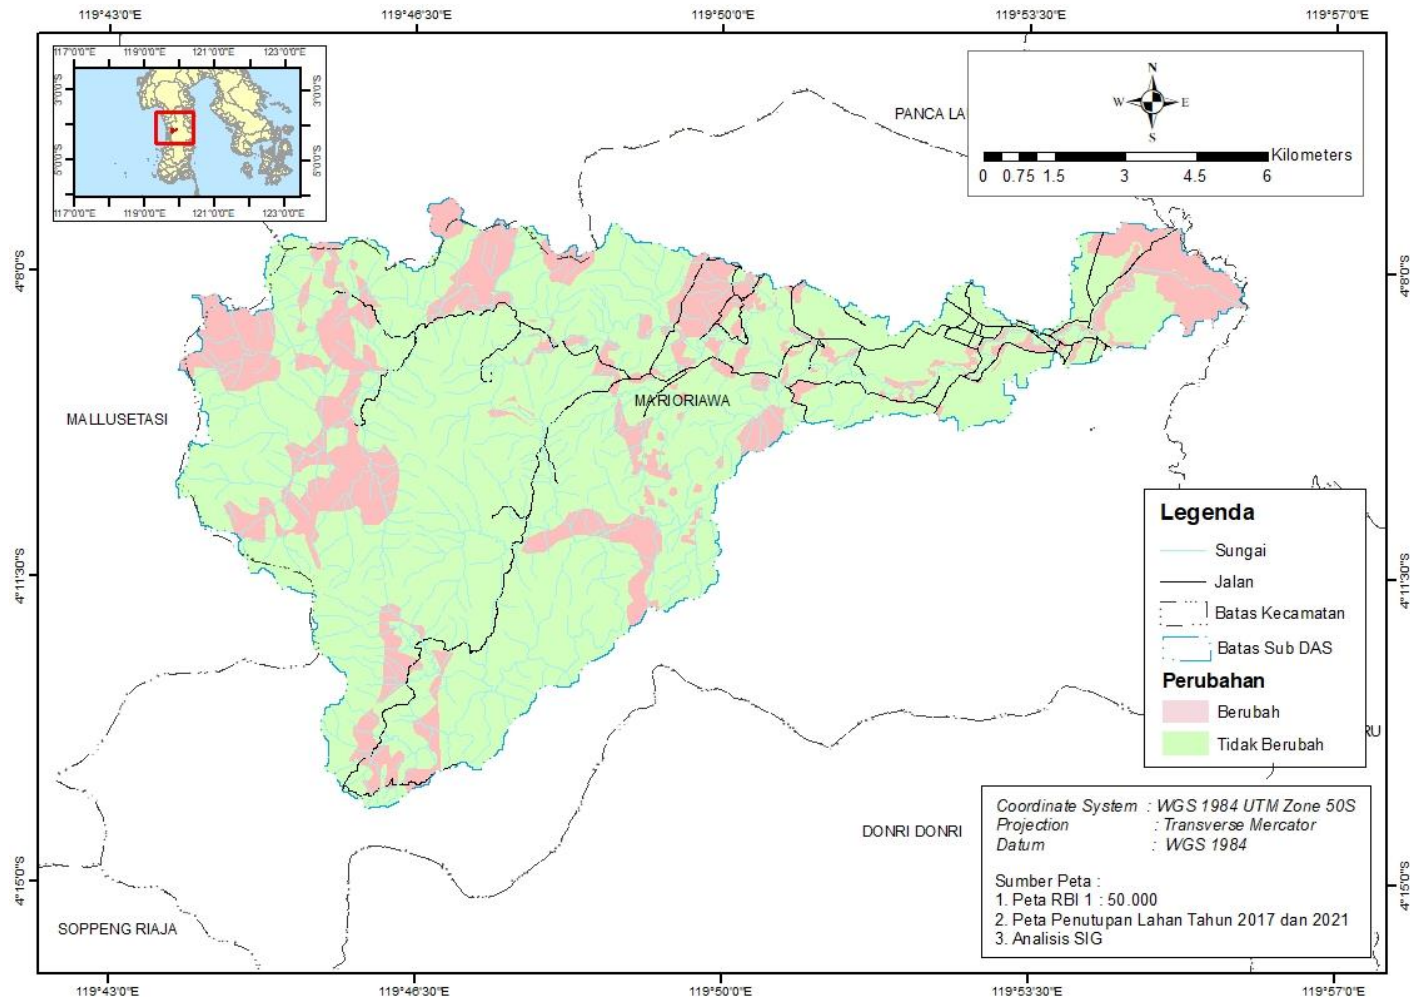 119°43'0"E 119°46'30"E 119°50'0"E 119°53'30"E 119°57'0"E
117°0'0"E 119°0'0"E 121°0'0"E 123°0'0"E
3°0'0"S
3°0'0"S
5°0'0"S
5°0'0"S
117°0'0"E 119°0'0"E 121°0'0"E 123°0'0"E
N
W E
S
Kilometers
0 0.75 1.5 3 4.5 6
PANCA LA
4°8'0"S
4°8'0"S
MALLUSETASI
MARIORIAWA
Legenda
Sungai
Jalan
Batas Kecamatan
Batas Sub DAS
Perubahan
Berubah
Tidak Berubah
RU
4°11'30"S
4°11'30"S
DONRI DONRI
Coordinate System : WGS 1984 UTM Zone 50S
Projection : Transverse Mercator
Datum : WGS 1984
Sumber Peta :
1. Peta RBI 1 : 50.000
2. Peta Penutupan Lahan Tahun 2017 dan 2021
3. Analisis SIG
4°15'0"S
4°15'0"S
SOPPENG RIAJA
119°43'0"E 119°46'30"E 119°50'0"E 119°53'30"E 119°57'0"E